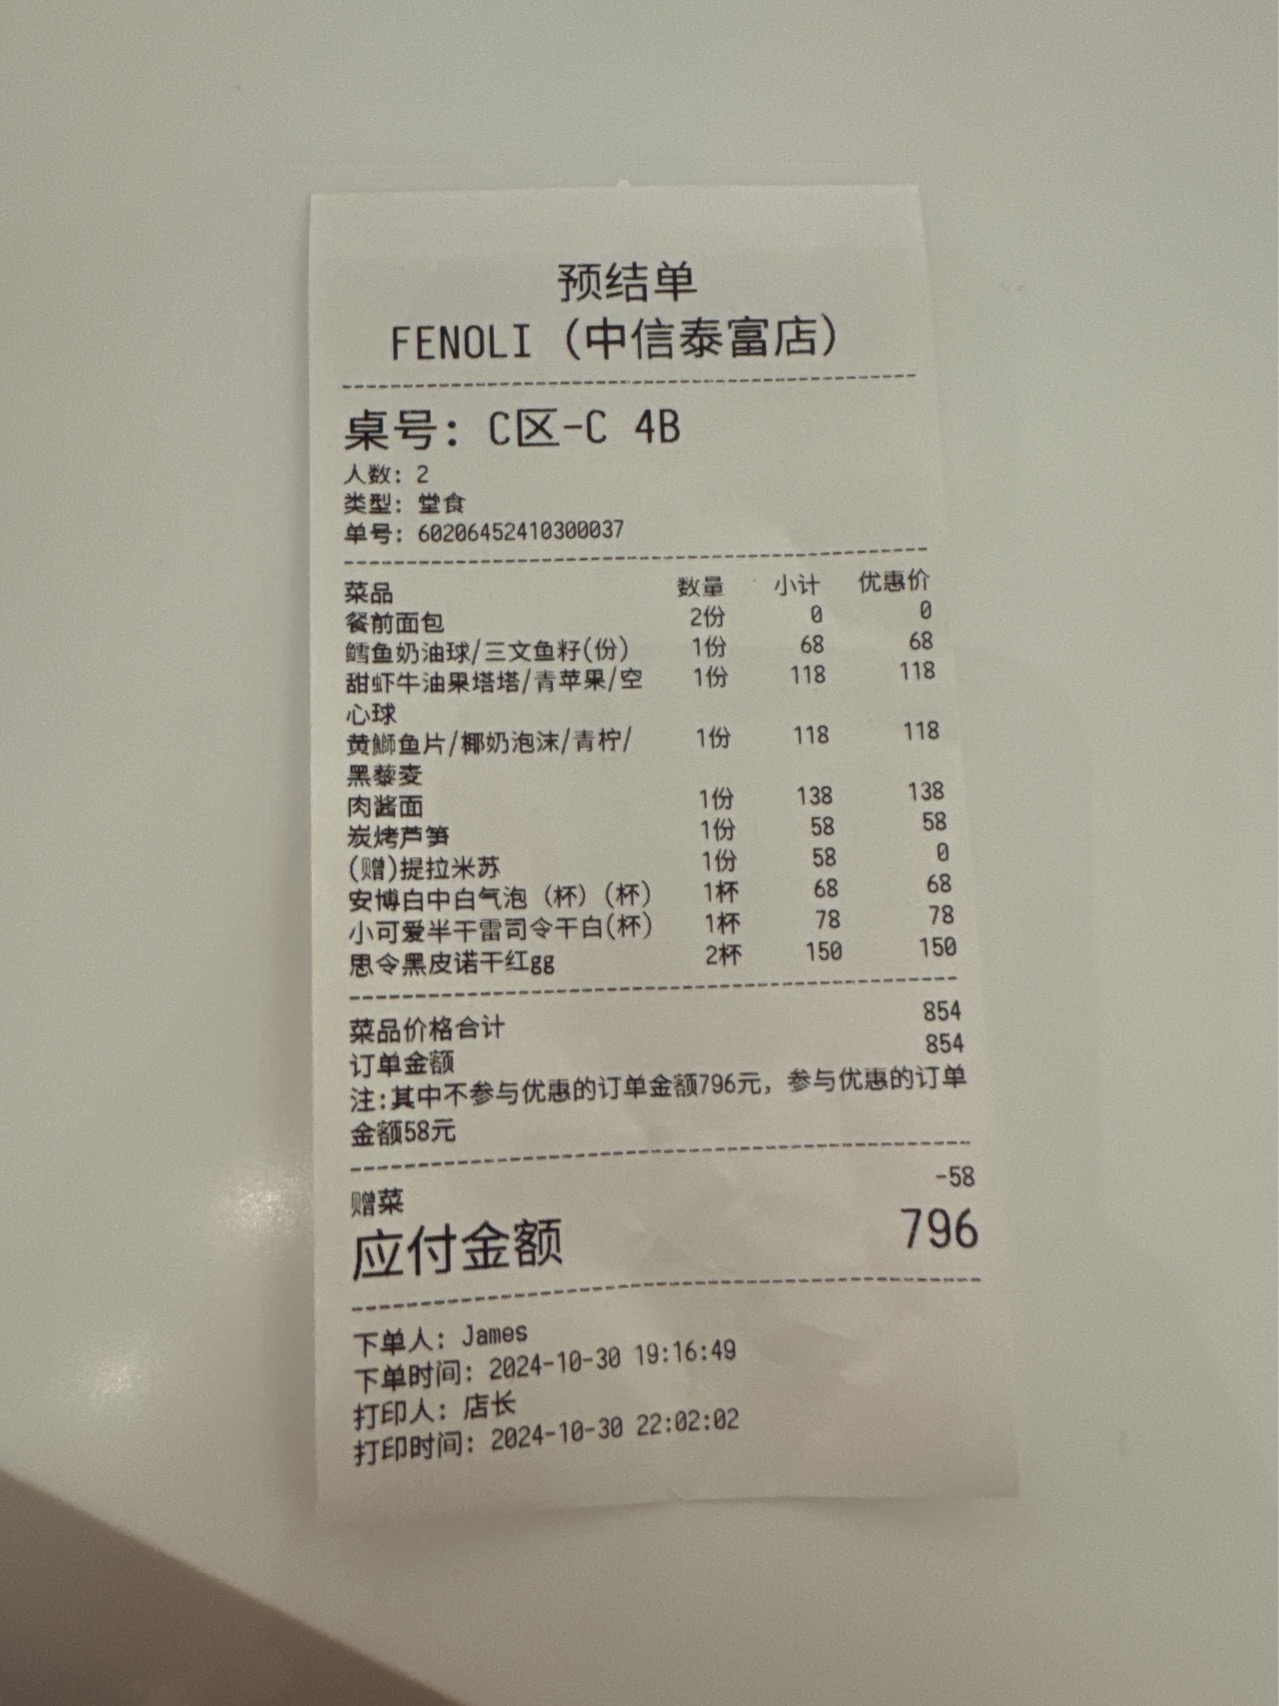 预结单
FENOLI（中信泰富店）
桌号: C区-C 4B
人数: 2
类型: 堂食
单号: 602064522410300037
菜品 数量 小计 优惠价
餐前面包 2份 0 0
鳕鱼奶油球/三文鱼籽(份) 1份 68 68
甜虾牛油果塔塔/青苹果/空 1份 118 118
心球
黄鰤鱼片/椰奶泡沫/青柠/ 1份 118 118
黑藜麦
肉酱面 1份 138 138
炭烤芦笋 1份 58 58
(赠)提拉米苏 1份 58 0
安博白中白气泡（杯）(杯) 1杯 68 68
小可爱半干雷司令干白(杯) 1杯 78 78
思令黑皮诺干红gg 2杯 150 150
菜品价格合计 854
订单金额 854
注:其中不参与优惠的订单金额796元，参与优惠的订单
金额58元
赠菜 -58
应付金额 796
下单人: James
下单时间: 2024-10-30 19:16:49
打印人: 店长
打印时间: 2024-10-30 22:02:02